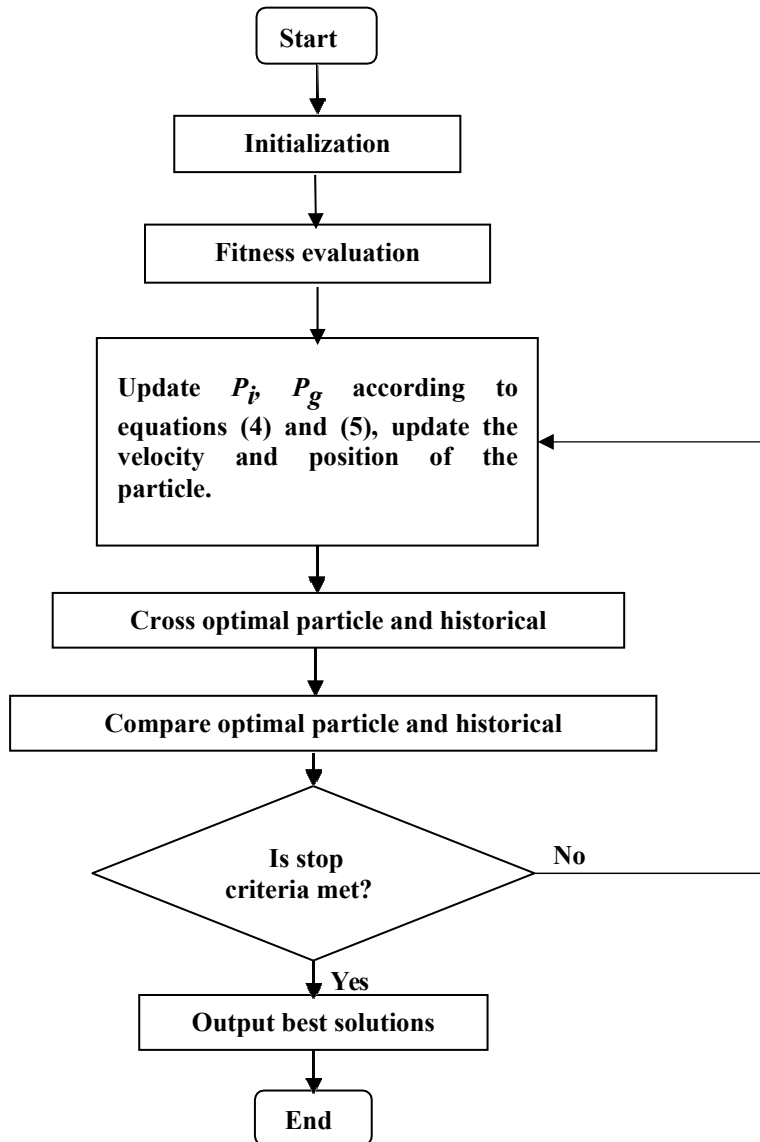 Start
Initialization
Fitness evaluation
Update Pi, Pg according to
equations (4) and (5), update the
velocity and position of the
particle.
Cross optimal particle and historical
Compare optimal particle and historical
Is stop
criteria met?
No
Yes
Output best solutions
End